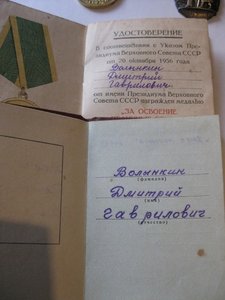 УДОСТОВЕРЕНИЕ
В соответствии с Указом Пре-
зидиума Верховного Совета СССР
от 20 октября 1956 года
Волынкин
Дмитрий
Гаврилович
от имени Президиума Верховного
Совета СССР награжден медалью
„ЗА ОСВОЕНИЕ
Волынкин
(фамилия)
Дмитрий
(имя)
Гаврилович
(отчество)